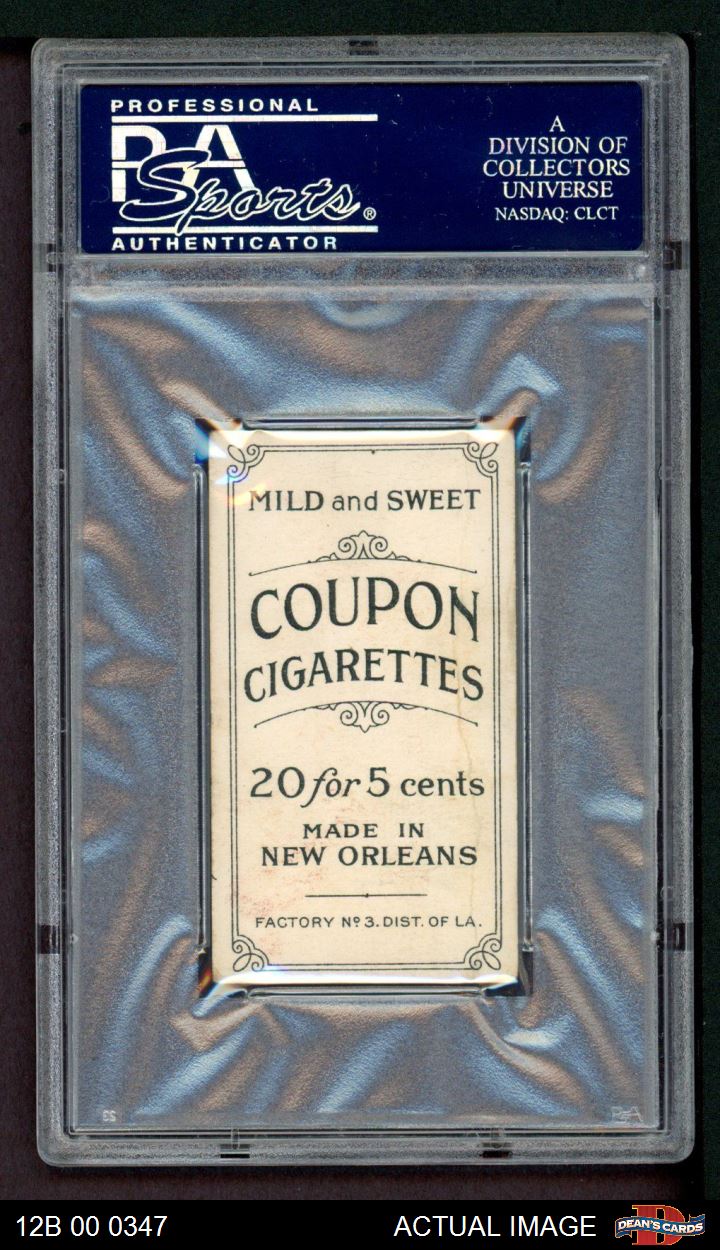 PROFESSIONAL
PSA
Sports®
AUTHENTICATOR
A
DIVISION OF
COLLECTORS
UNIVERSE
NASDAQ: CLCT
MILD and SWEET
COUPON
CIGARETTES
20 for 5 cents
MADE IN
NEW ORLEANS
FACTORY Nº 3. DIST. OF LA.
PSA
12B 00 0347
ACTUAL IMAGE
D
DEAN'S CARDS